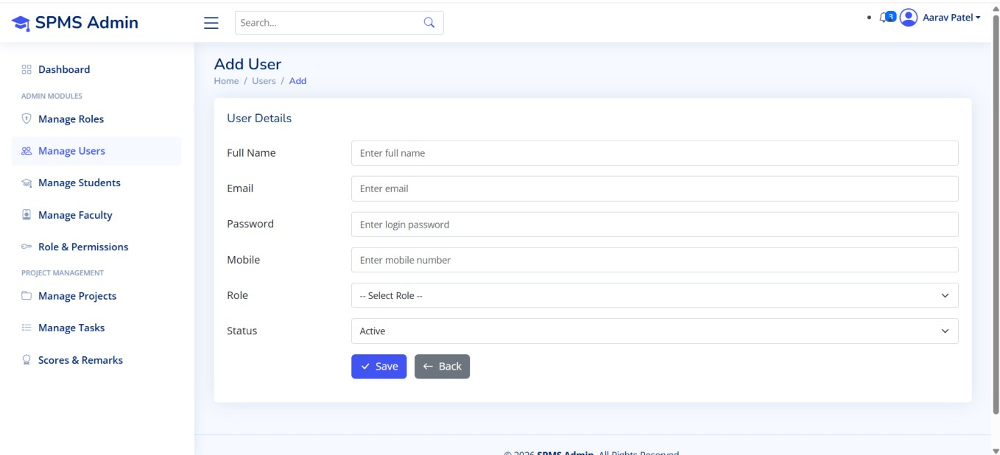 SPMS Admin
Search...
3
Aarav Patel
Dashboard
ADMIN MODULES
Manage Roles
Manage Users
Manage Students
Manage Faculty
Role & Permissions
PROJECT MANAGEMENT
Manage Projects
Manage Tasks
Scores & Remarks
Add User
Home / Users / Add
User Details
Full Name
Enter full name
Email
Enter email
Password
Enter login password
Mobile
Enter mobile number
Role
-- Select Role --
Status
Active
Save
Back
© 2026 SPMS Admin. All Rights Reserved